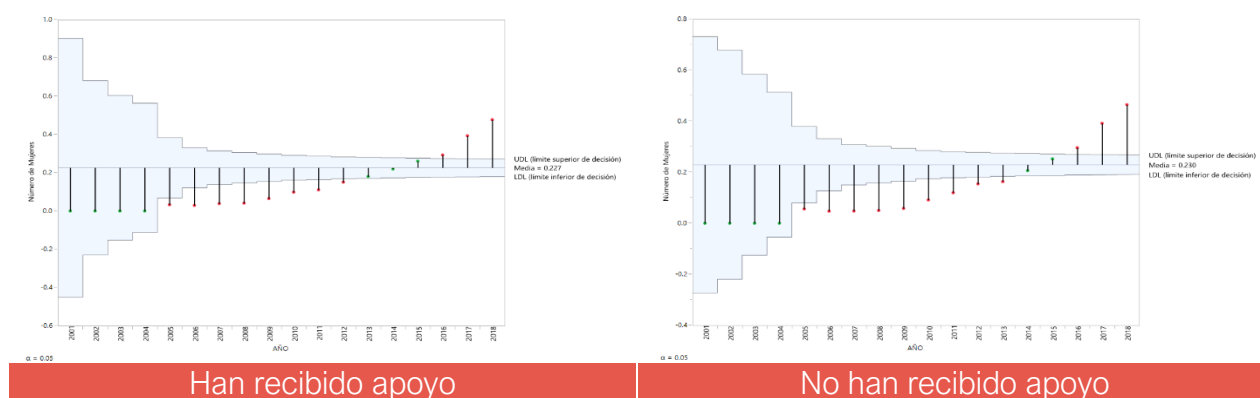 1.0
0.8
0.6
0.4
0.2
0.0
-0.2
-0.4
-0.6
Número de Mujeres
UDL (límite superior de decisión)
Media = 0.227
LDL (límite inferior de decisión)
2001 2002 2003 2004 2005 2006 2007 2008 2009 2010 2011 2012 2013 2014 2015 2016 2017 2018
AÑO
α = 0.05
Han recibido apoyo
0.8
0.6
0.4
0.2
0.0
-0.2
-0.4
Número de Mujeres
UDL (límite superior de decisión)
Media = 0.230
LDL (límite inferior de decisión)
2001 2002 2003 2004 2005 2006 2007 2008 2009 2010 2011 2012 2013 2014 2015 2016 2017 2018
AÑO
α = 0.05
No han recibido apoyo